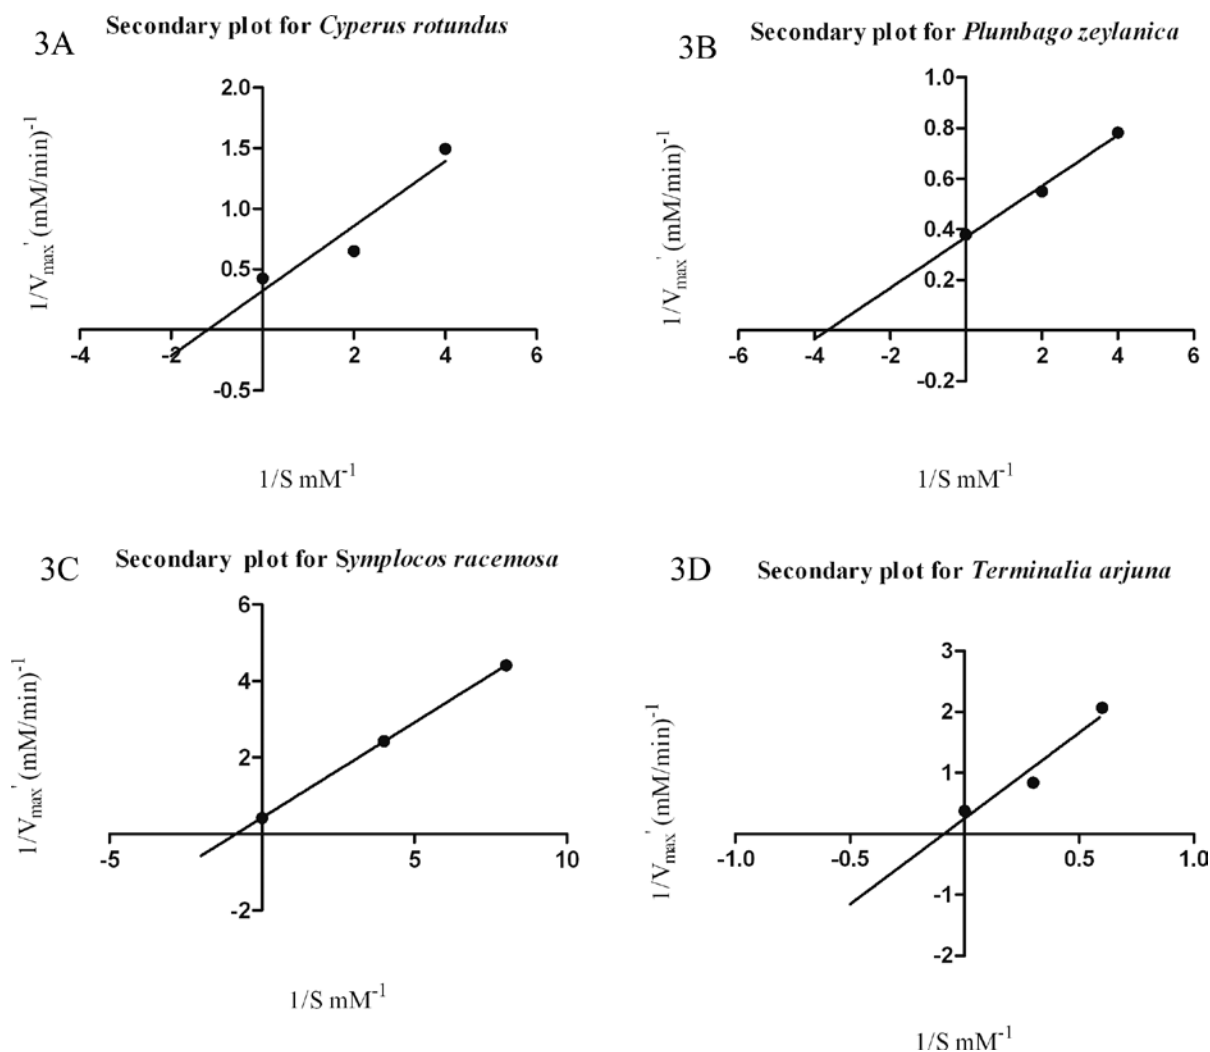 3A
Secondary plot for Cyperus rotundus
1/Vmax' (mM/min)-1
2.0
1.5
1.0
0.5
-0.5
-4
-2
2
4
6
1/S mM-1
3B
Secondary plot for Plumbago zeylanica
1/Vmax' (mM/min)-1
1.0
0.8
0.6
0.4
0.2
-0.2
-6
-4
-2
2
4
6
1/S mM-1
3C
Secondary plot for Symplocos racemosa
1/Vmax' (mM/min)-1
6
4
2
-2
-5
5
10
1/S mM-1
3D
Secondary plot for Terminalia arjuna
1/Vmax' (mM/min)-1
3
2
1
-1
-2
-1.0
-0.5
0.5
1.0
1/S mM-1